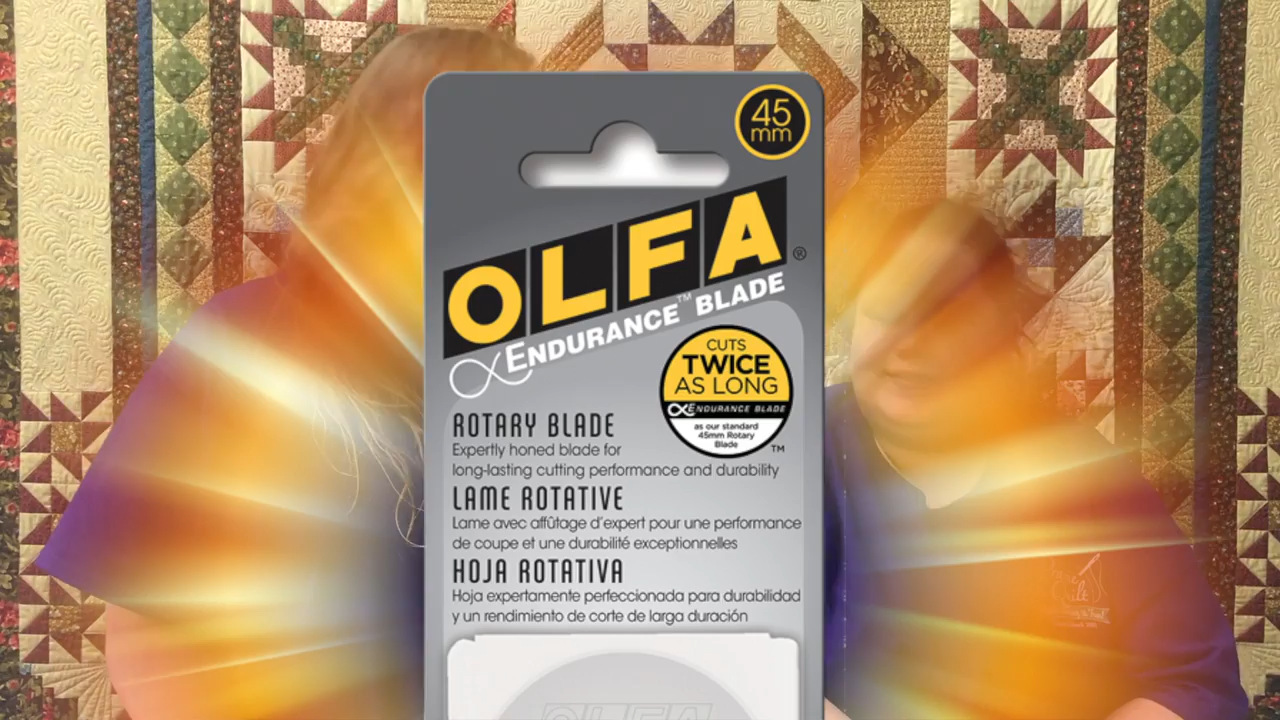 45
mm
OLFA®
ENDURANCE™ BLADE
CUTS
TWICE
AS LONG
ENDURANCE BLADE
as our standard
45mm Rotary
Blade
™
ROTARY BLADE
Expertly honed blade for
long-lasting cutting performance and durability
LAME ROTATIVE
Lame avec affûtage d'expert pour une performance
de coupe et une durabilité exceptionnelles
HOJA ROTATIVA
Hoja expertamente perfeccionada para durabilidad
y un rendimiento de corte de larga duración
OLFA